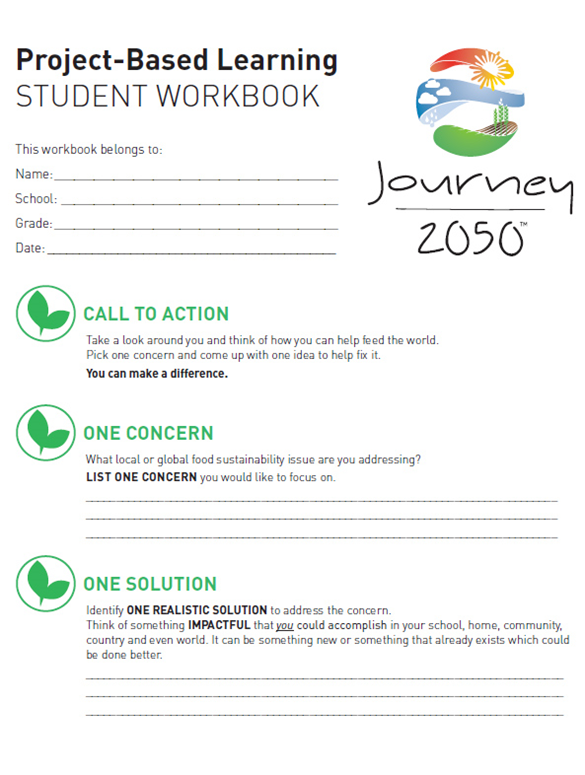 Project-Based Learning
STUDENT WORKBOOK
This workbook belongs to:
Name:
School:
Grade:
Date:
Journey
2050™
CALL TO ACTION
Take a look around you and think of how you can help feed the world.
Pick one concern and come up with one idea to help fix it.
You can make a difference.
ONE CONCERN
What local or global food sustainability issue are you addressing?
LIST ONE CONCERN you would like to focus on.
ONE SOLUTION
Identify ONE REALISTIC SOLUTION to address the concern.
Think of something IMPACTFUL that you could accomplish in your school, home, community,
country and even world. It can be something new or something that already exists which could
be done better.